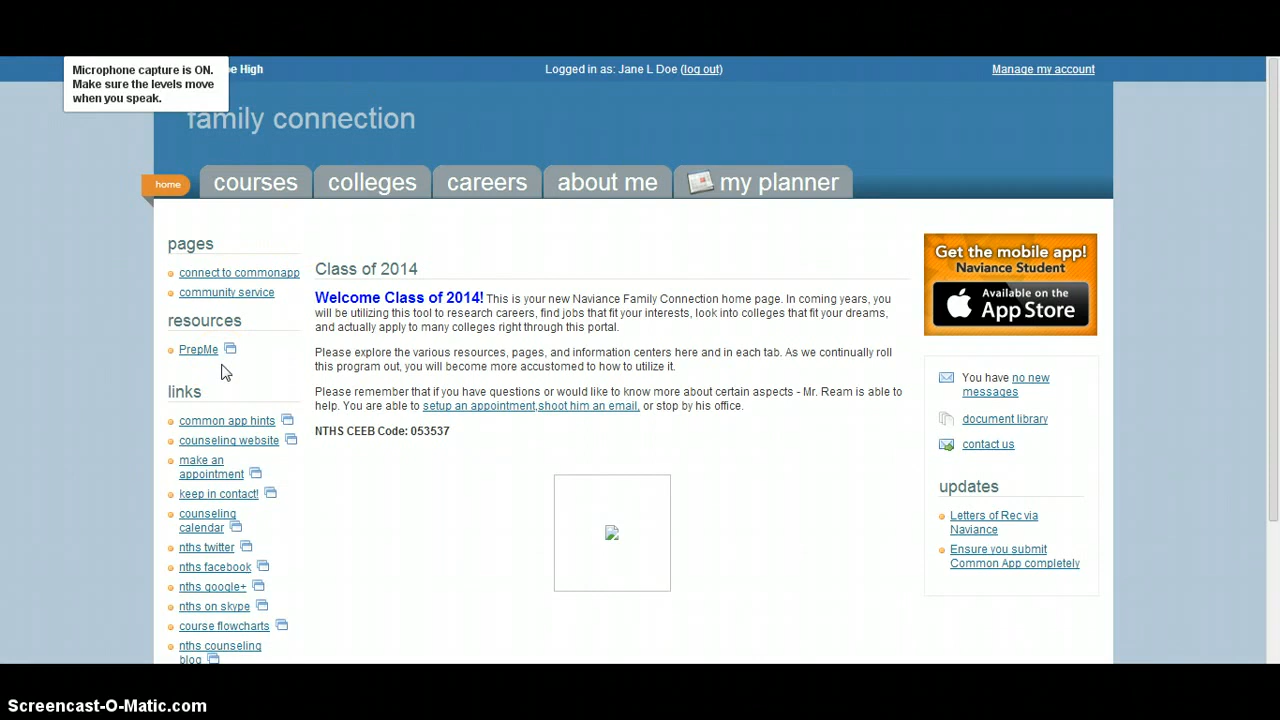 Microphone capture is ON.
Make sure the levels move
when you speak.
High
Logged in as: Jane L Doe (log out)
Manage my account
family connection
home
courses
colleges
careers
about me
my planner
pages
connect to commonapp
community service
resources
PrepMe
links
common app hints
counseling website
make an
appointment
keep in contact!
counseling
calendar
nths twitter
nths facebook
nths google+
nths on skype
course flowcharts
nths counseling
blog
Class of 2014
Welcome Class of 2014! This is your new Naviance Family Connection home page. In coming years, you
will be utilizing this tool to research careers, find jobs that fit your interests, look into colleges that fit your dreams,
and actually apply to many colleges right through this portal.
Please explore the various resources, pages, and information centers here and in each tab. As we continually roll
this program out, you will become more accustomed to how to utilize it.
Please remember that if you have questions or would like to know more about certain aspects - Mr. Ream is able to
help. You are able to setup an appointment,shoot him an email, or stop by his office.
NTHS CEEB Code: 053537
Get the mobile app!
Naviance Student
Available on the
App Store
You have no new
messages
document library
contact us
updates
Letters of Rec via
Naviance
Ensure you submit
Common App completely
Screencast-O-Matic.com